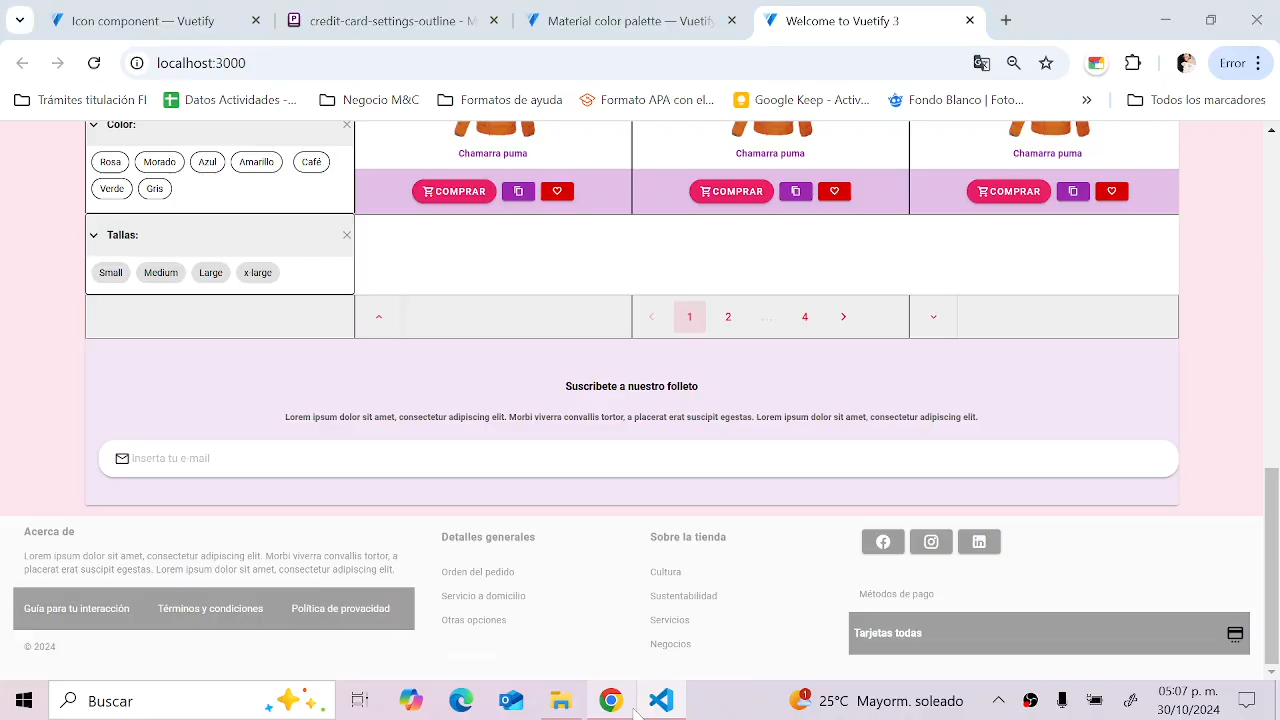 Icon component — Vuetify
credit-card-settings-outline - M
Material color palette — Vuetify
Welcome to Vuetify 3
localhost:3000
Error
Trámites titulación FI
Datos Actividades -...
Negocio M&C
Formatos de ayuda
Formato APA con el...
Google Keep - Activ...
Fondo Blanco | Foto...
Todos los marcadores
Color:
Rosa
Morado
Azul
Amarillo
Café
Verde
Gris
Chamarra puma
Chamarra puma
Chamarra puma
COMPRAR
COMPRAR
COMPRAR
Tallas:
Small
Medium
Large
x-large
1
2
...
4
Suscribete a nuestro folleto
Lorem ipsum dolor sit amet, consectetur adipiscing elit. Morbi viverra convallis tortor, a placerat erat suscipit egestas. Lorem ipsum dolor sit amet, consectetur adipiscing elit.
Inserta tu e-mail
Acerca de
Lorem ipsum dolor sit amet, consectetur adipiscing elit. Morbi viverra convallis tortor, a
placerat erat suscipit egestas. Lorem ipsum dolor sit amet, consectetur adipiscing elit.
Guía para tu interacción
Términos y condiciones
Política de provacidad
© 2024
Detalles generales
Orden del pedido
Servicio a domicilio
Otras opciones
Sobre la tienda
Cultura
Sustentabilidad
Servicios
Negocios
Métodos de pago
Tarjetas todas
Buscar
1
25°C Mayorm. soleado
05:07 p. m.
30/10/2024